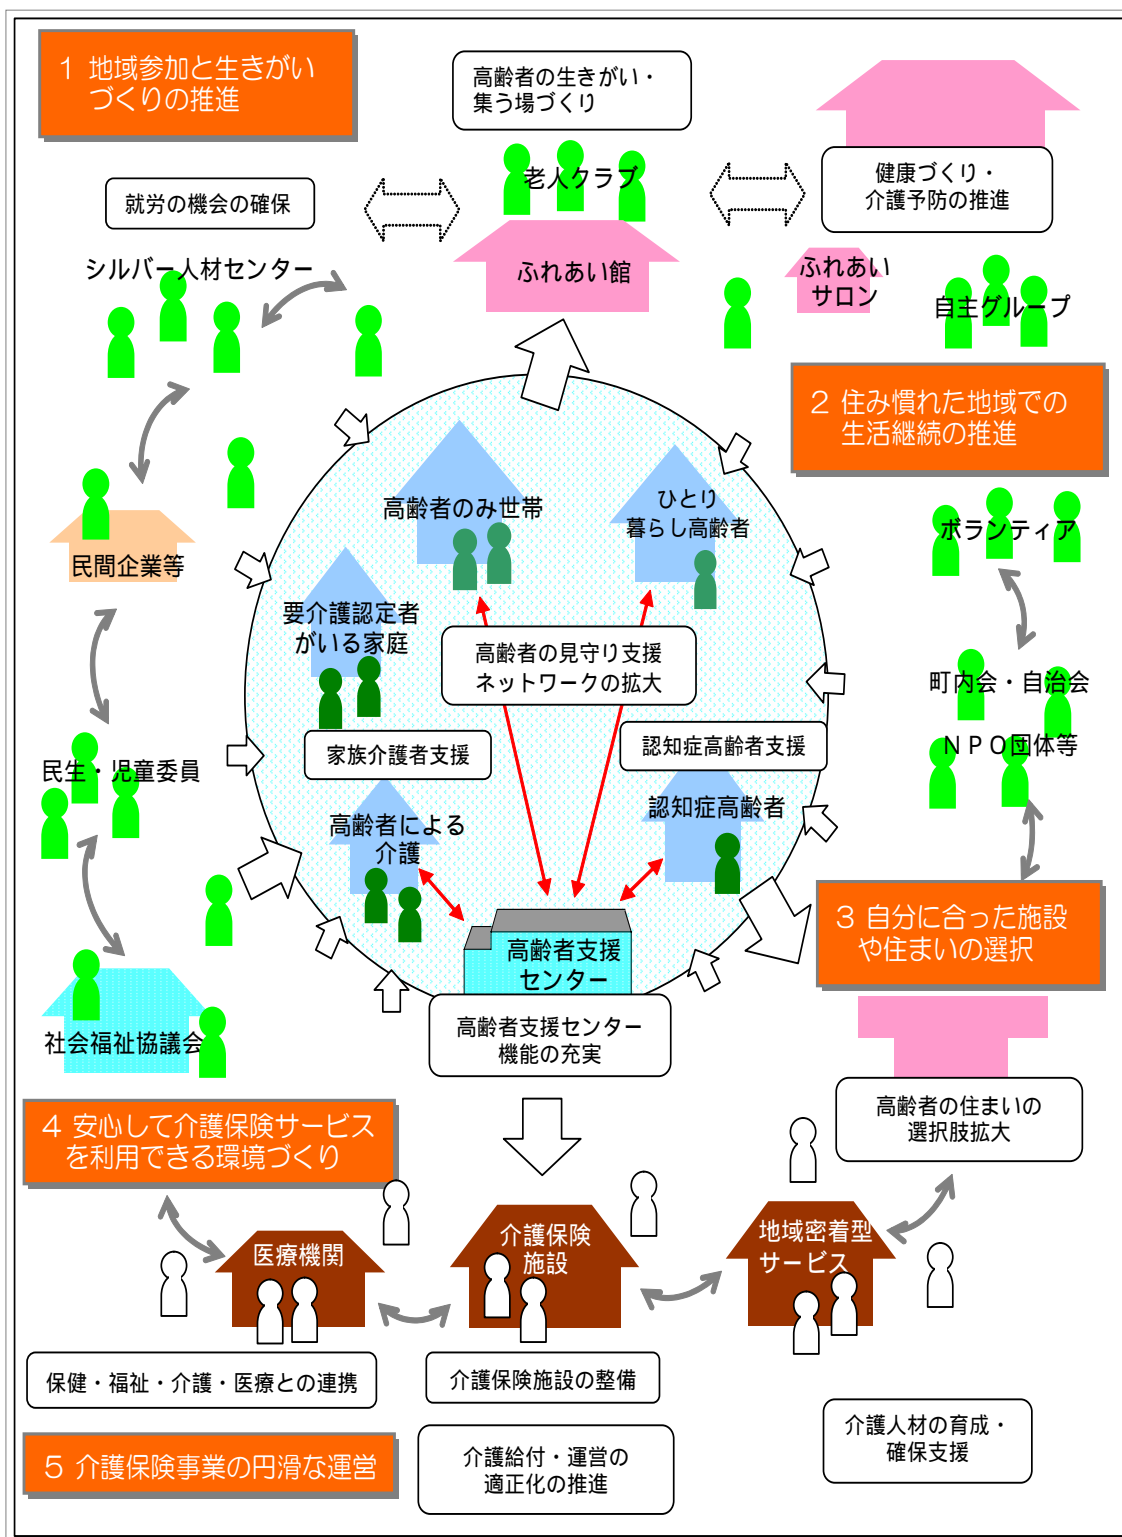 １ 地域参加と生きがい
づくりの推進
高齢者の生きがい・
集う場づくり
老人クラブ
健康づくり・
介護予防の推進
就労の機会の確保
シルバー人材センター
ふれあい館
ふれあい
サロン
自主グループ
２ 住み慣れた地域での
生活継続の推進
高齢者のみ世帯
ひとり
暮らし高齢者
ボランティア
民間企業等
要介護認定者
がいる家庭
高齢者の見守り支援
ネットワークの拡大
町内会・自治会
ＮＰＯ団体等
家族介護者支援
認知症高齢者支援
民生・児童委員
高齢者による
介護
認知症高齢者
３ 自分に合った施設
や住まいの選択
高齢者支援
センター
社会福祉協議会
高齢者支援センター
機能の充実
高齢者の住まいの
選択肢拡大
４ 安心して介護保険サービス
を利用できる環境づくり
医療機関
介護保険
施設
地域密着型
サービス
保健・福祉・介護・医療との連携
介護保険施設の整備
介護人材の育成・
確保支援
５ 介護保険事業の円滑な運営
介護給付・運営の
適正化の推進